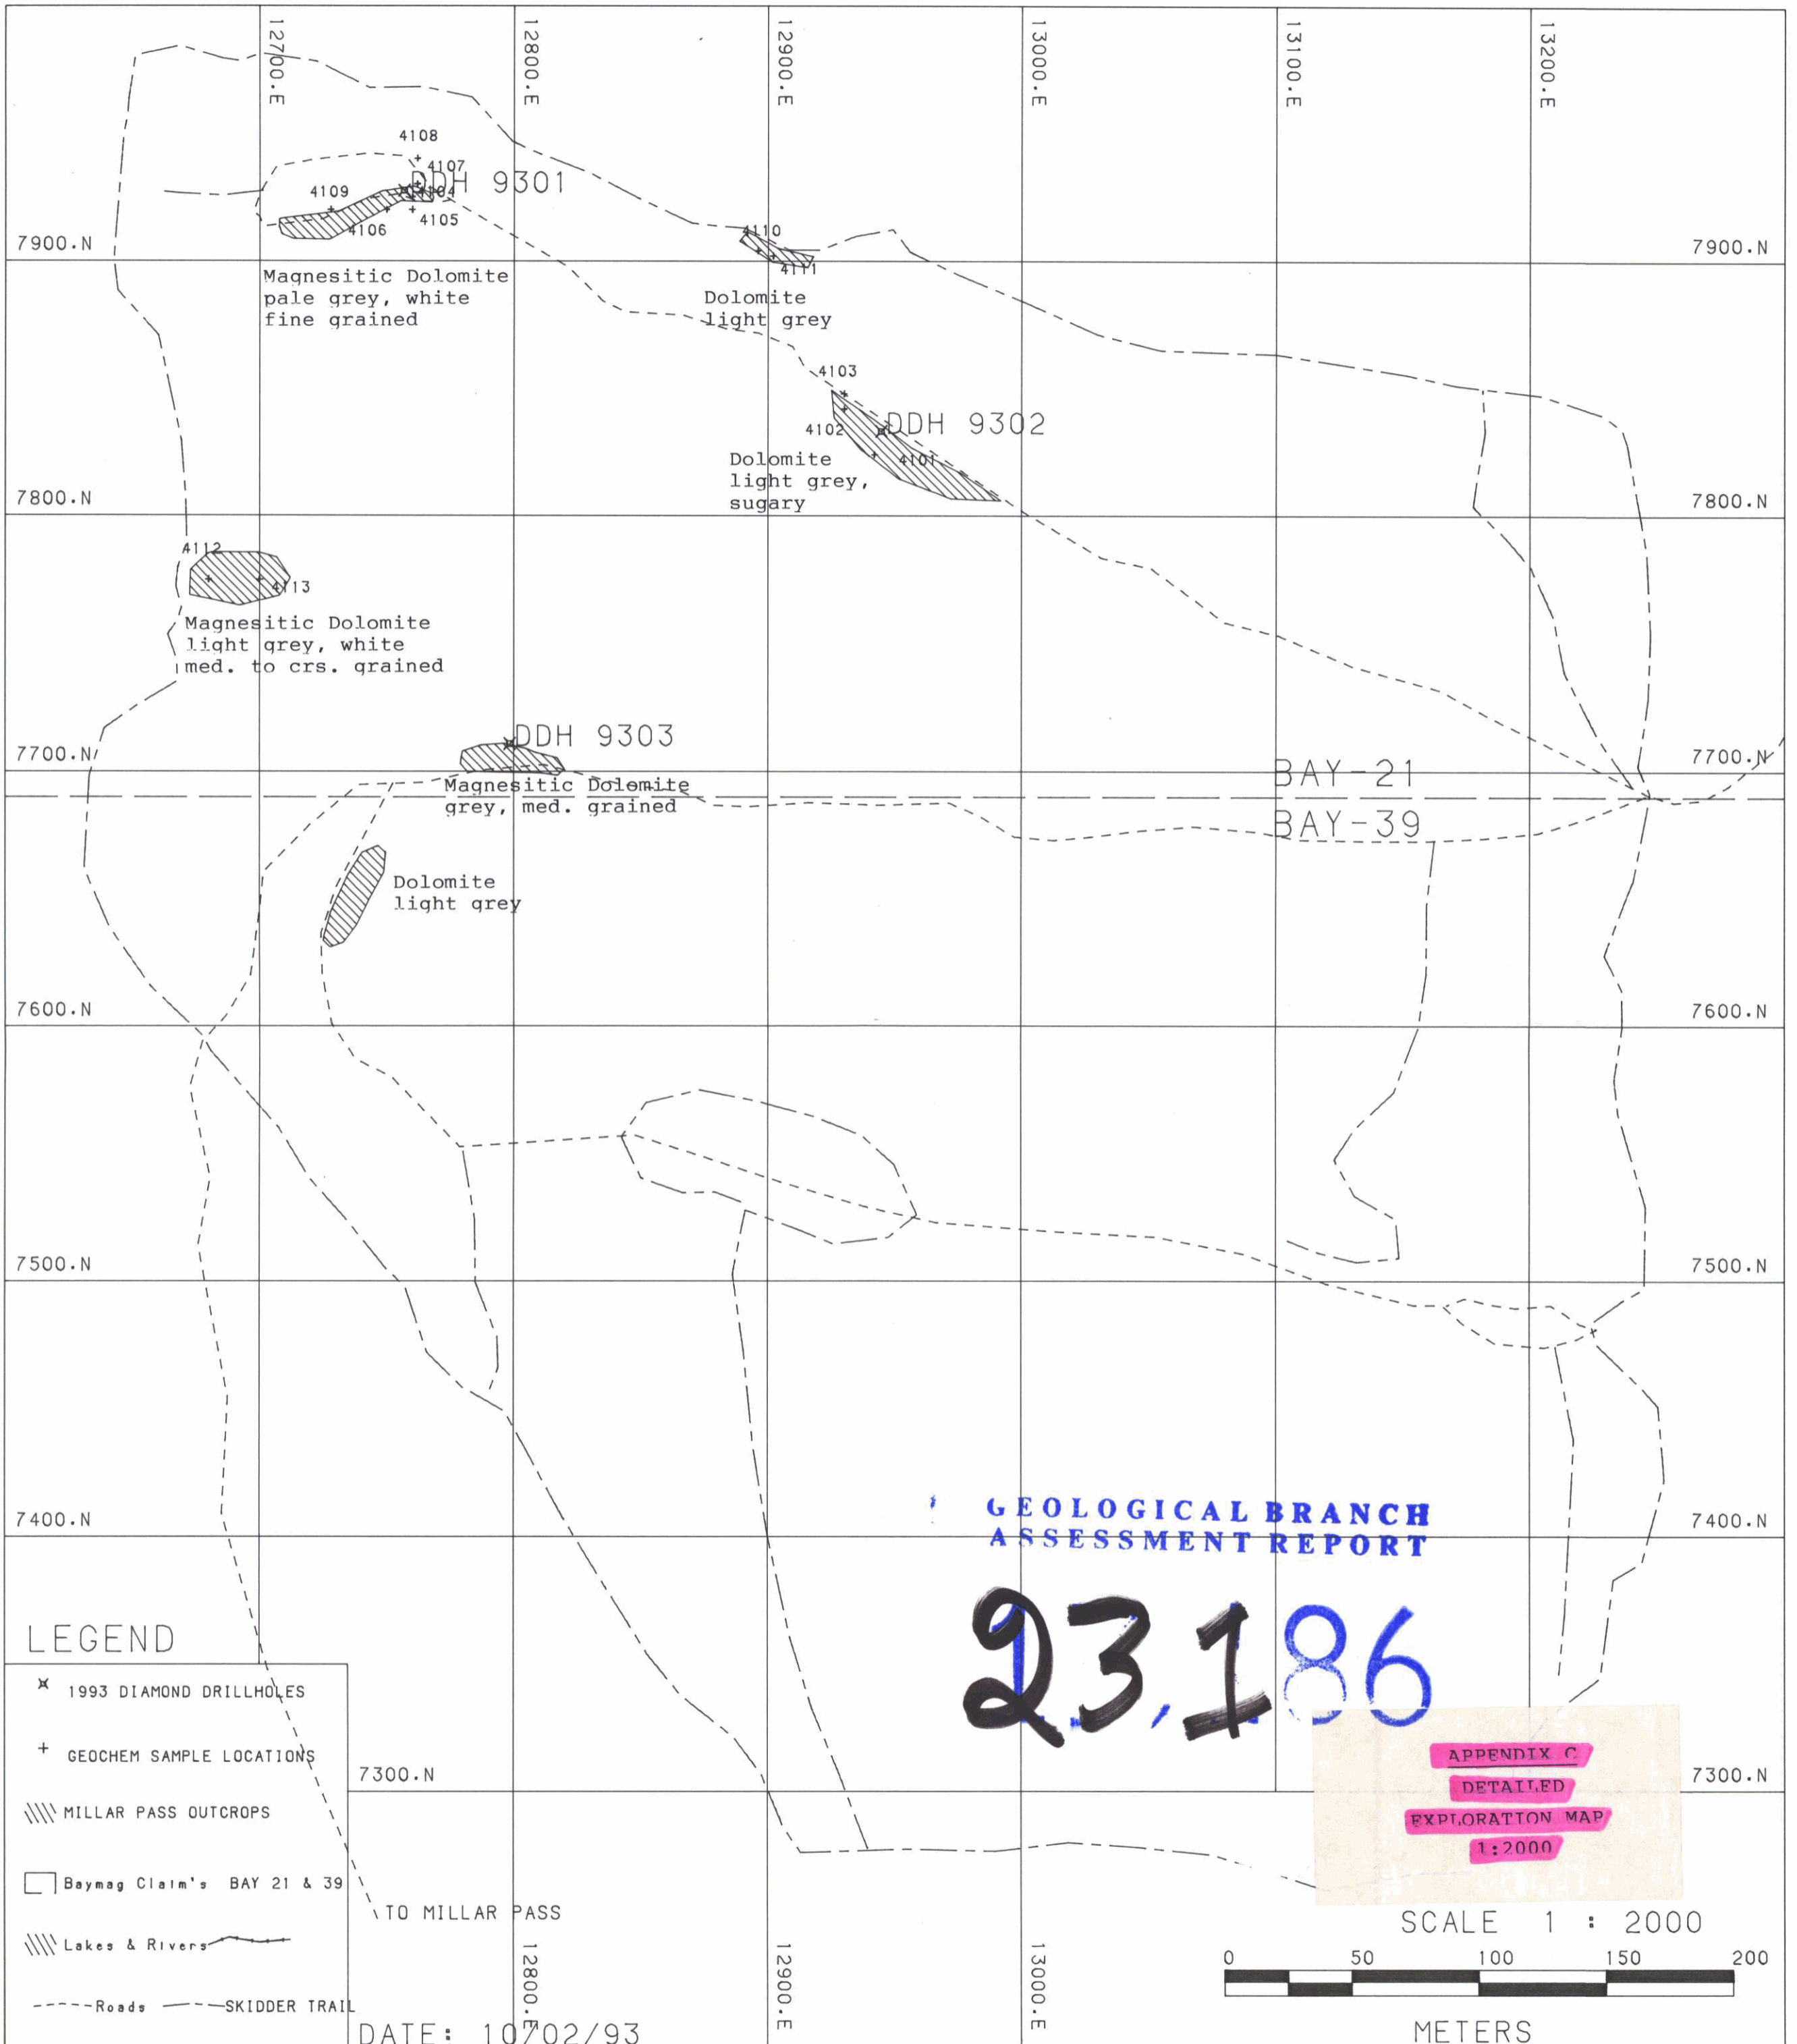 12700.E
12800.E
12900.E
13000.E
13100.E
13200.E
4108
4107
DDH 9301
4104
4109
4105
4106
4110
4111
7900.N
7900.N
Magnesitic Dolomite
pale grey, white
fine grained
Dolomite
light grey
4103
DDH 9302
4102
4101
Dolomite
light grey,
sugary
7800.N
7800.N
4112
4113
Magnesitic Dolomite
light grey, white
med. to crs. grained
DDH 9303
7700.N
7700.N
BAY-21
Magnesitic Dolomite
grey, med. grained
BAY-39
Dolomite
light grey
7600.N
7600.N
7500.N
7500.N
GEOLOGICAL BRANCH
ASSESSMENT REPORT
7400.N
7400.N
23,186
LEGEND
1993 DIAMOND DRILLHOLES
GEOCHEM SAMPLE LOCATIONS
MILLAR PASS OUTCROPS
Baymag Claim's BAY 21 & 39
Lakes & Rivers
Roads
SKIDDER TRAIL
7300.N
7300.N
APPENDIX C
DETAILED
EXPLORATION MAP
1:2000
TO MILLAR PASS
SCALE 1 : 2000
0 50 100 150 200
METERS
12800.E
12900.E
13000.E
DATE: 10/02/93